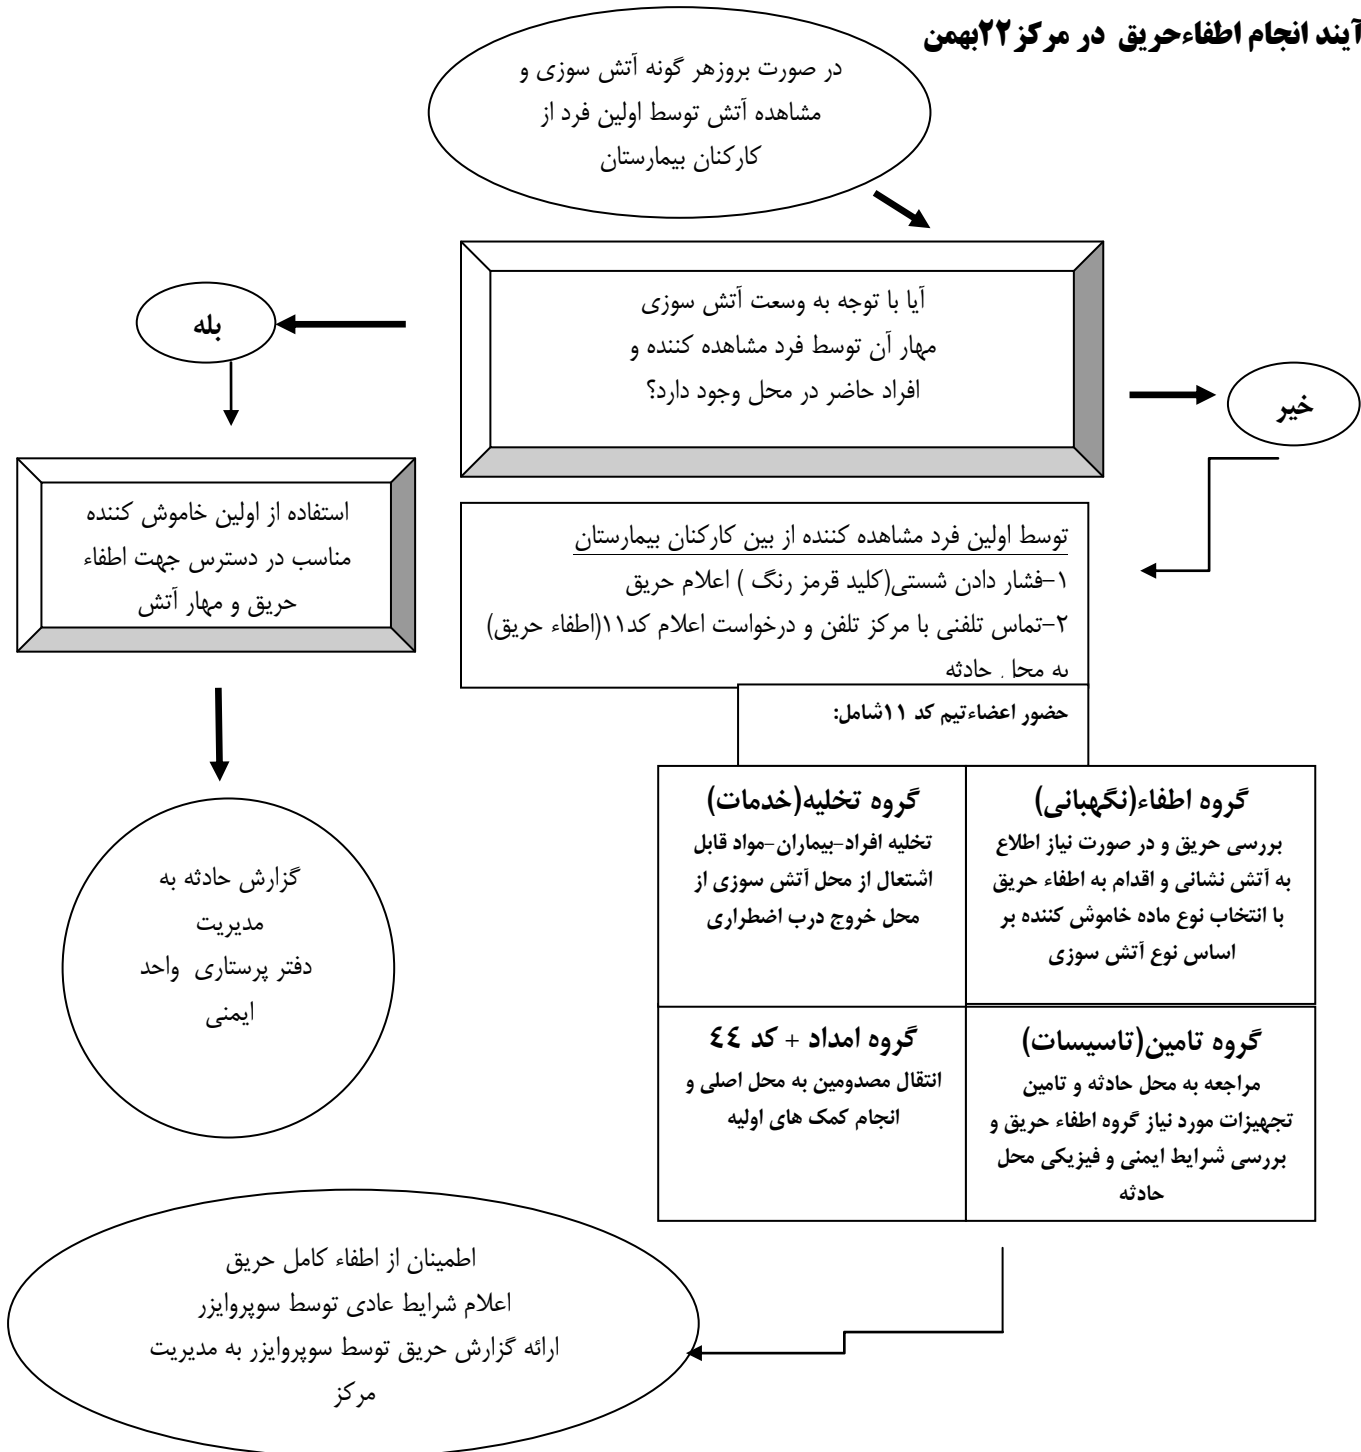 آیند انجام اطفاءحریق در مرکز ۲۲بهمن
در صورت بروزهر گونه آتش سوزی و
مشاهده آتش توسط اولین فرد از
کارکنان بیمارستان
آیا با توجه به وسعت آتش سوزی
مهار آن توسط فرد مشاهده کننده و
افراد حاضر در محل وجود دارد؟
بله
خیر
استفاده از اولین خاموش کننده
مناسب در دسترس جهت اطفاء
حریق و مهار آتش
توسط اولین فرد مشاهده کننده از بین کارکنان بیمارستان
۱-فشار دادن شستی(کلید قرمز رنگ ) اعلام حریق
۲-تماس تلفنی با مرکز تلفن و درخواست اعلام کد۱۱(اطفاء حریق)
به محل حادثه
حضور اعضاءتیم کد ۱۱شامل:
گروه اطفاء(نگهبانی)
بررسی حریق و در صورت نیاز اطلاع
به آتش نشانی و اقدام به اطفاء حریق
با انتخاب نوع ماده خاموش کننده بر
اساس نوع آتش سوزی
گروه تخلیه(خدمات)
تخلیه افراد-بیماران-مواد قابل
اشتعال از محل آتش سوزی از
محل خروج درب اضطراری
گروه تامین(تاسیسات)
مراجعه به محل حادثه و تامین
تجهیزات مورد نیاز گروه اطفاء حریق و
بررسی شرایط ایمنی و فیزیکی محل
حادثه
گروه امداد + کد ٤٤
انتقال مصدومین به محل اصلی و
انجام کمک های اولیه
گزارش حادثه به
مدیریت
دفتر پرستاری واحد
ایمنی
اطمینان از اطفاء کامل حریق
اعلام شرایط عادی توسط سوپروایزر
ارائه گزارش حریق توسط سوپروایزر به مدیریت
مرکز